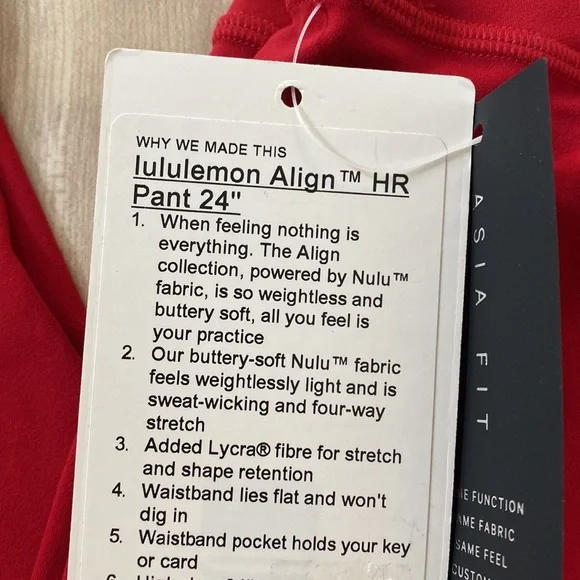 WHY WE MADE THIS
lululemon Align™ HR
Pant 24"
1. When feeling nothing is
everything. The Align
collection, powered by Nulu™
fabric, is so weightless and
buttery soft, all you feel is
your practice
2. Our buttery-soft Nulu™ fabric
feels weightlessly light and is
sweat-wicking and four-way
stretch
3. Added Lycra® fibre for stretch
and shape retention
4. Waistband lies flat and won't
dig in
5. Waistband pocket holds your key
or card
6.
ASIA FIT
FUNCTION
FABRIC
SAME FEEL